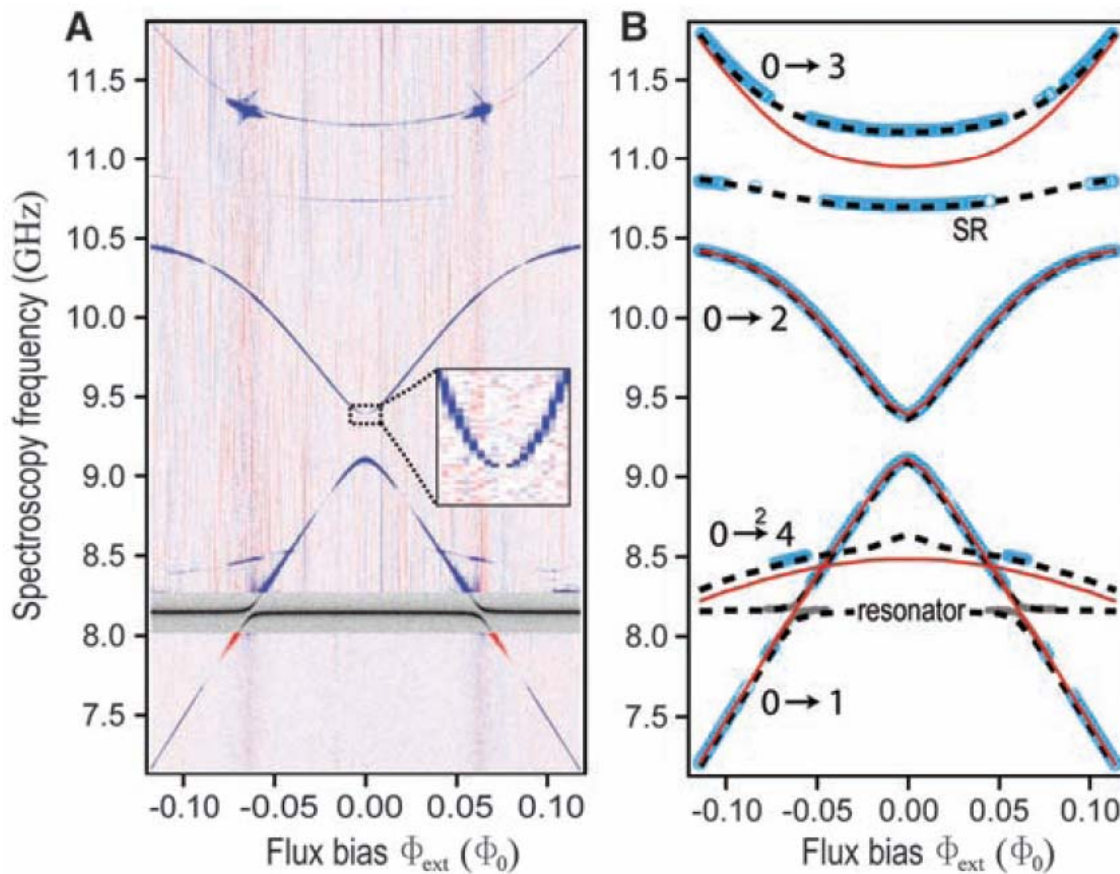 A
B
Spectroscopy frequency (GHz)
11.5
11.0
10.5
10.0
9.5
9.0
8.5
8.0
7.5
-0.10 -0.05 0.00 0.05 0.10
Flux bias Φext (Φ0)
11.5
11.0
10.5
10.0
9.5
9.0
8.5
8.0
7.5
0→3
SR
0→2
0→²4
resonator
0→1
-0.10 -0.05 0.00 0.05 0.10
Flux bias Φext (Φ0)